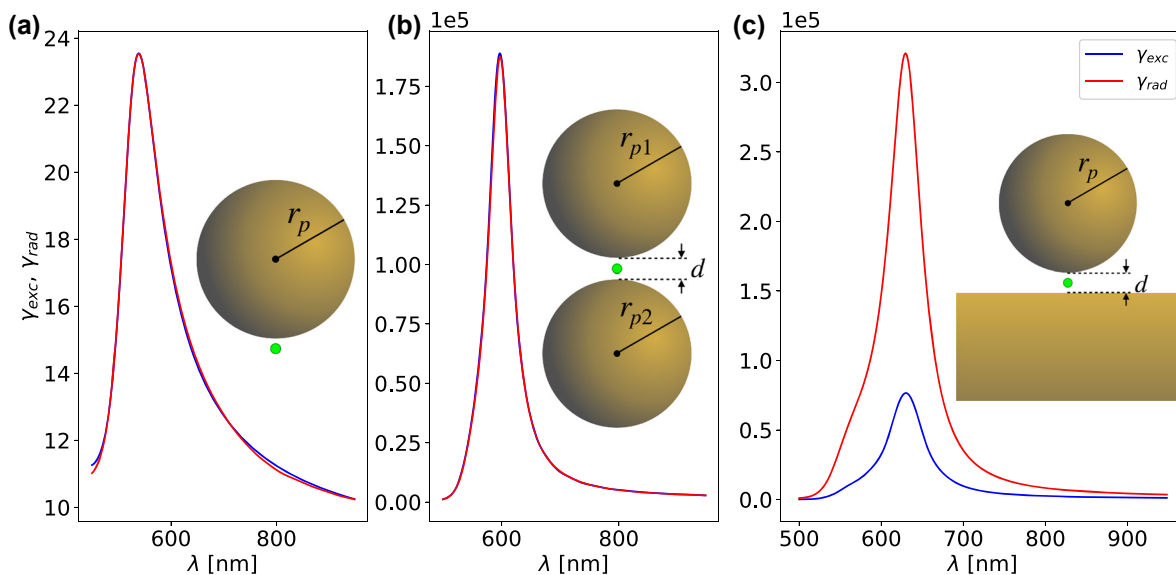 (a)
24
22
20
18
16
14
12
10
γexc, γrad
600
800
λ [nm]
rp
(b)
1e5
1.75
1.50
1.25
1.00
0.75
0.50
0.25
0.00
600
800
λ [nm]
rp1
d
rp2
(c)
1e5
3.0
2.5
2.0
1.5
1.0
0.5
0.0
500
600
700
800
900
λ [nm]
γexc
γrad
rp
d